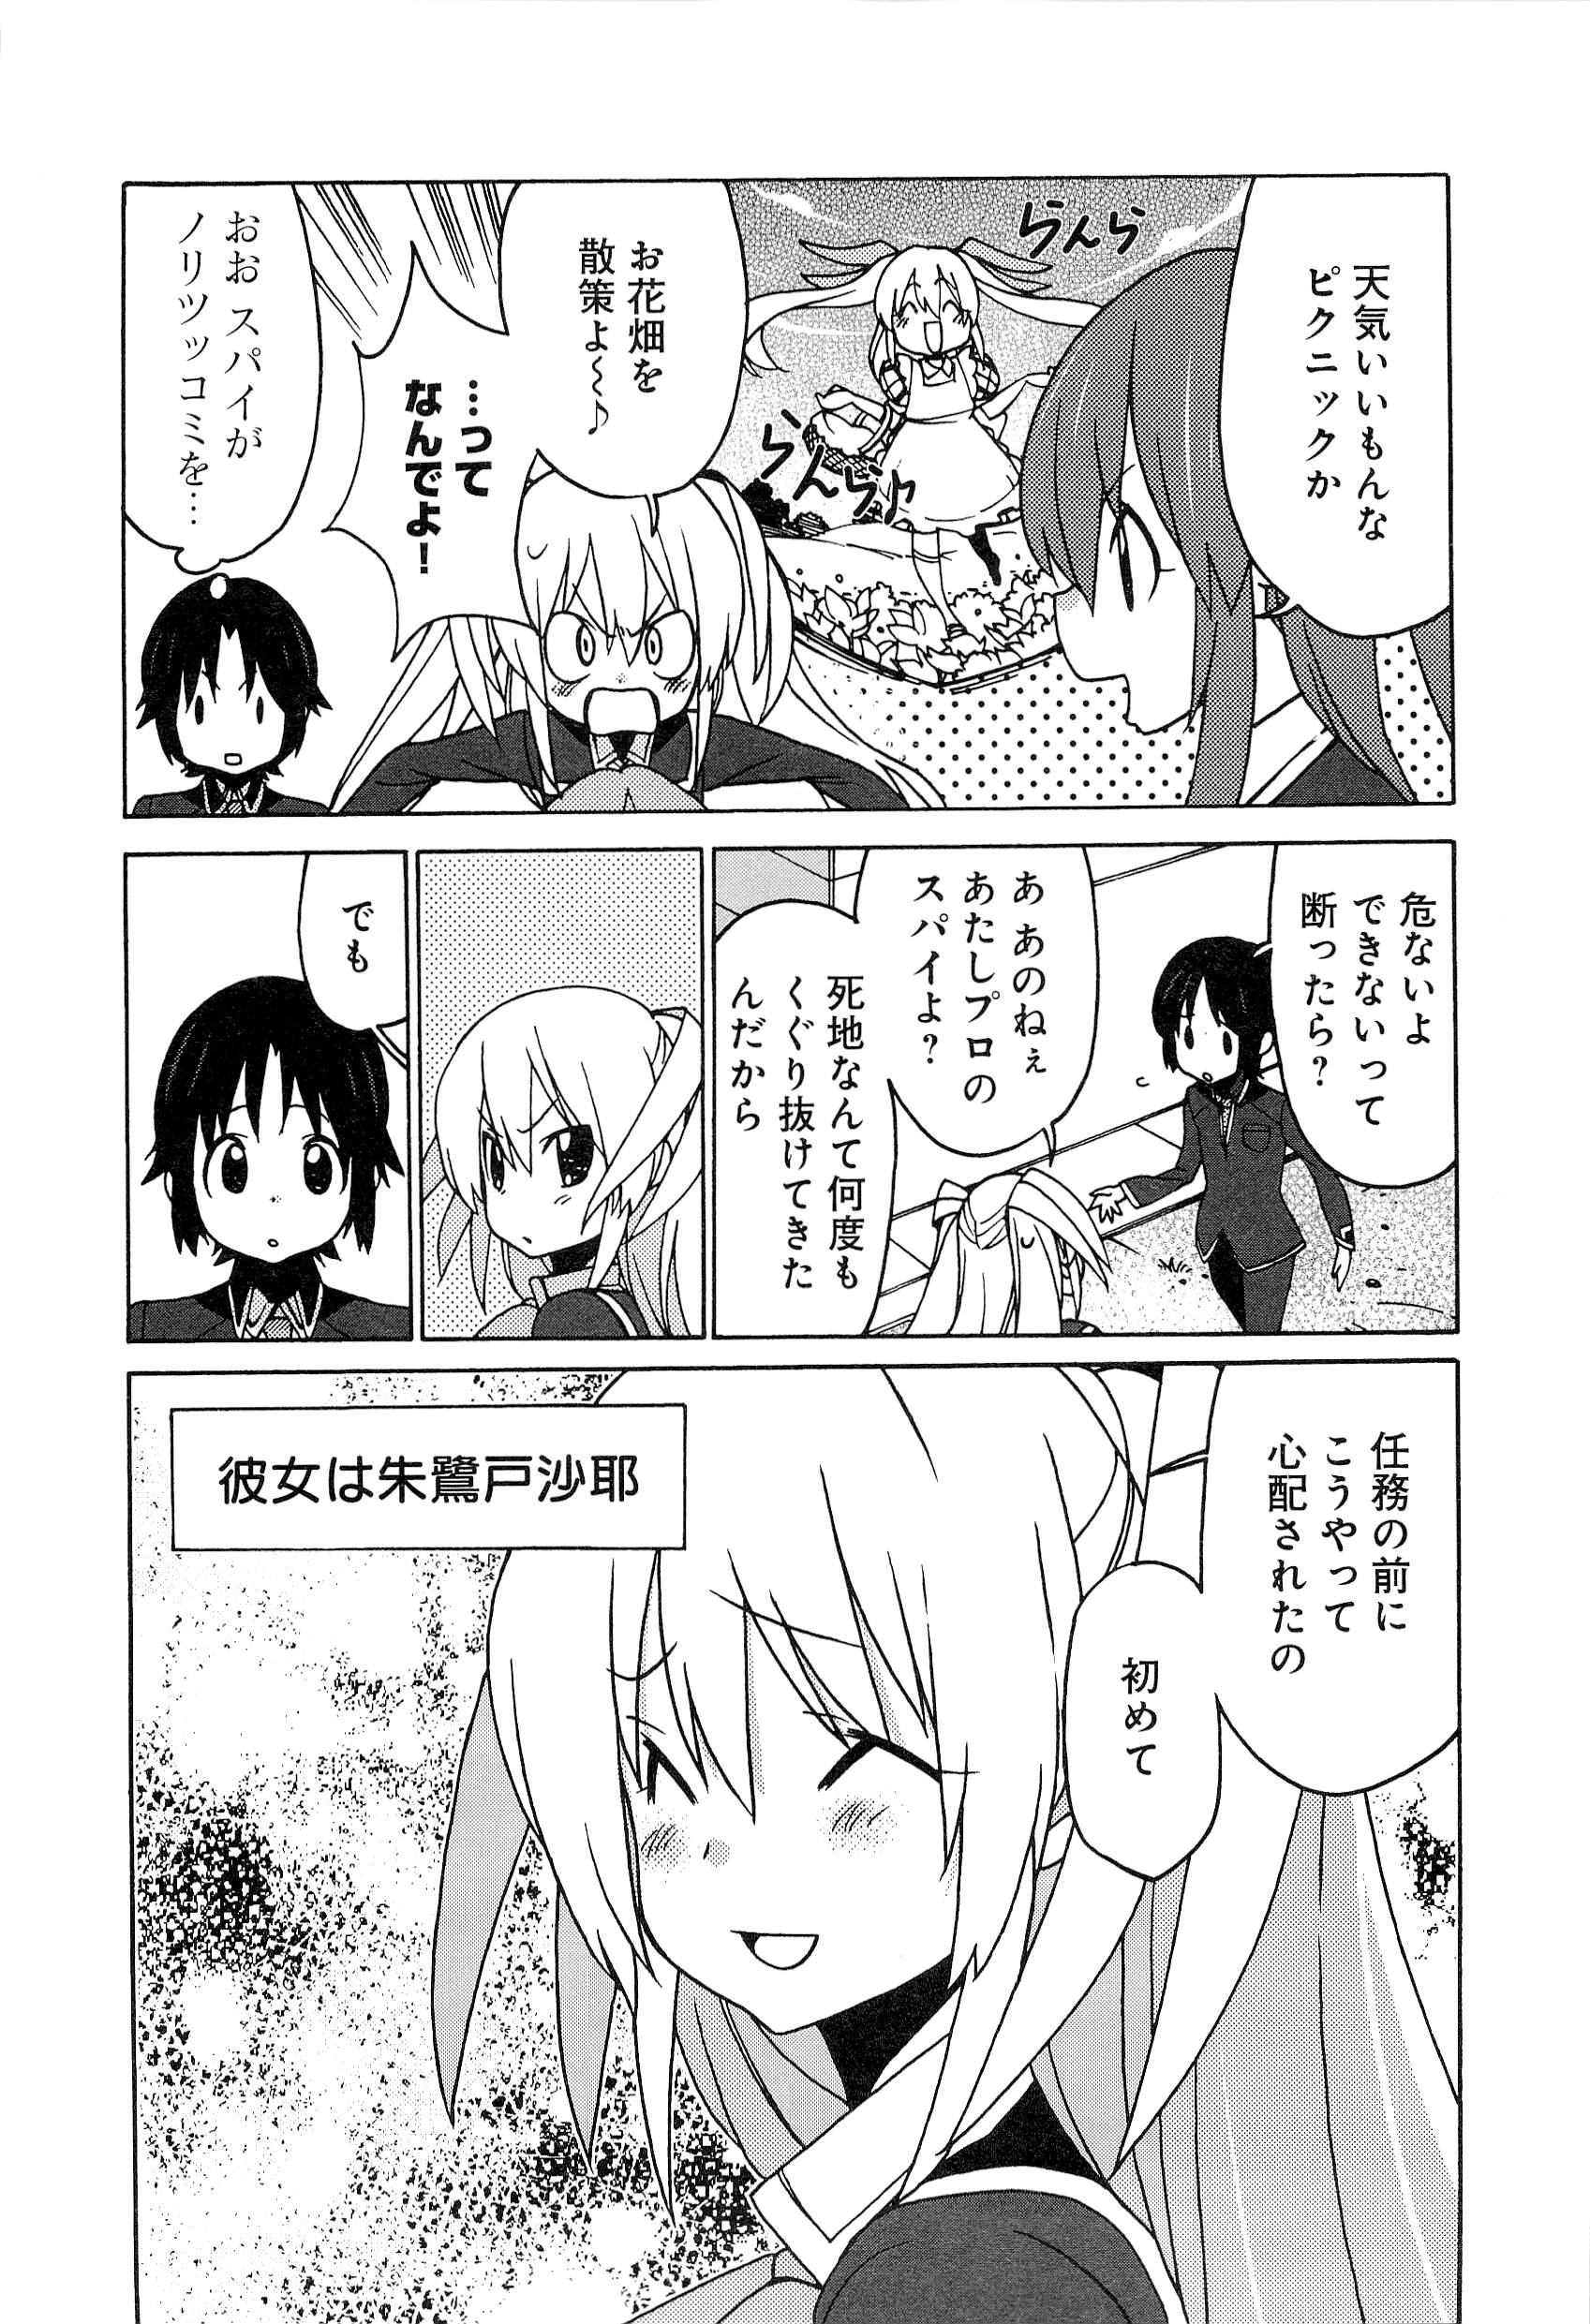 天気いいもんな
ピクニックか
らんら
らんら♪
お花畑を
散策よ～♪
…って
なんでよ！
おお スパイが
ノリツッコミを…
危ないよ
できないって
断ったら？
あ あのねぇ
あたしプロの
スパイよ？
死地なんて何度も
くぐり抜けてきた
んだから
でも
任務の前に
こうやって
心配されたの
初めて
彼女は朱鷺戸沙耶